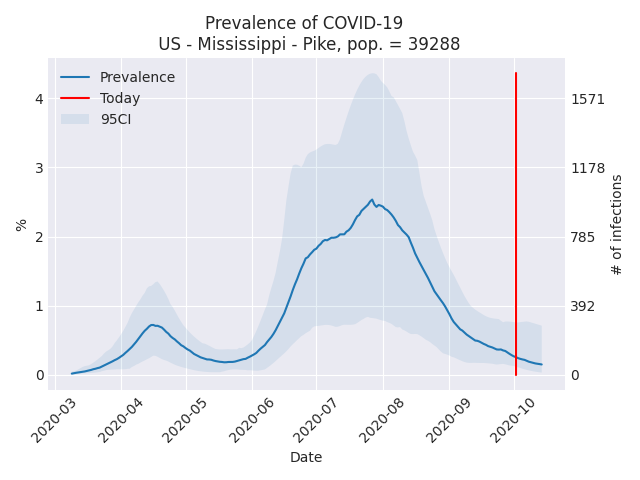 Prevalence of COVID-19
US - Mississippi - Pike, pop. = 39288
Prevalence
Today
95CI
4
3
2
1
0
%
1571
1178
785
392
0
# of infections
2020-03
2020-04
2020-05
2020-06
2020-07
2020-08
2020-09
2020-10
Date